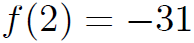 f(2) = −31